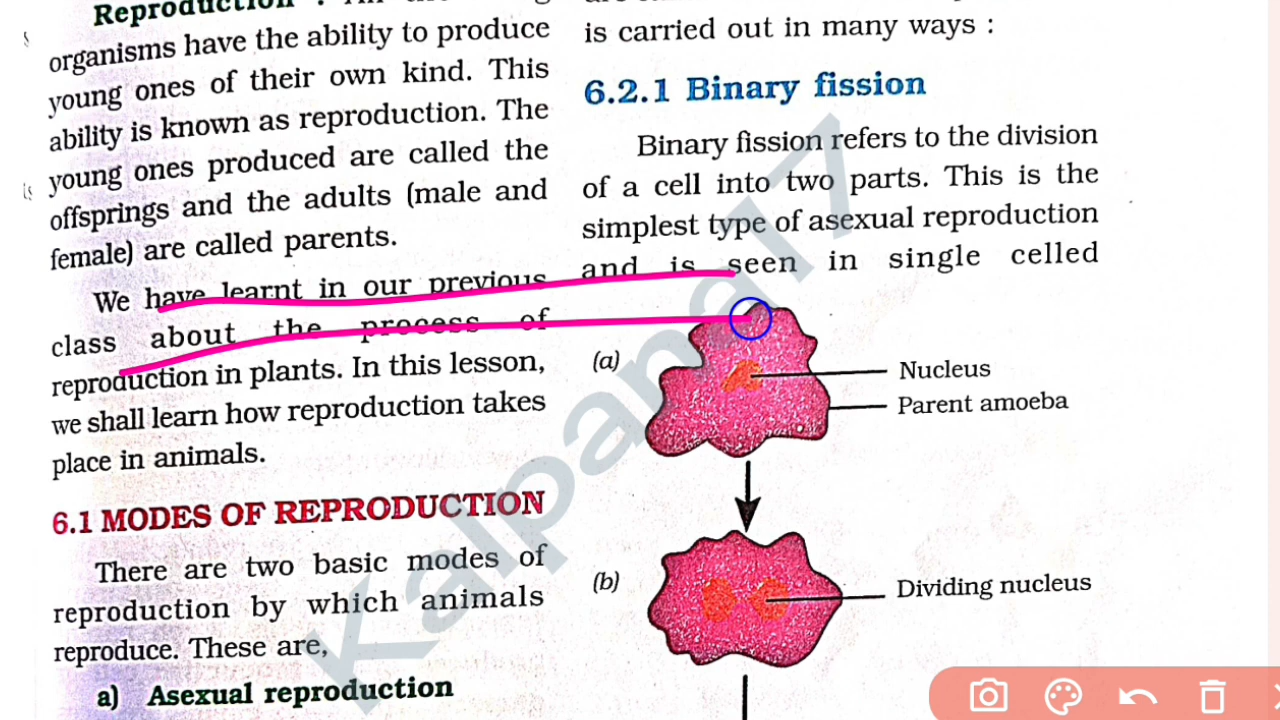 Reproduction :
organisms have the ability to produce
young ones of their own kind. This
ability is known as reproduction. The
young ones produced are called the
offsprings and the adults (male and
female) are called parents.
We have learnt in our previous
class about the process of
reproduction in plants. In this lesson,
we shall learn how reproduction takes
place in animals.
6.1 MODES OF REPRODUCTION
There are two basic modes of
reproduction by which animals
reproduce. These are,
a) Asexual reproduction
is carried out in many ways :
6.2.1 Binary fission
Binary fission refers to the division
of a cell into two parts. This is the
simplest type of asexual reproduction
and is seen in single celled
(a)
Nucleus
Parent amoeba
(b)
Dividing nucleus
Kalpana17